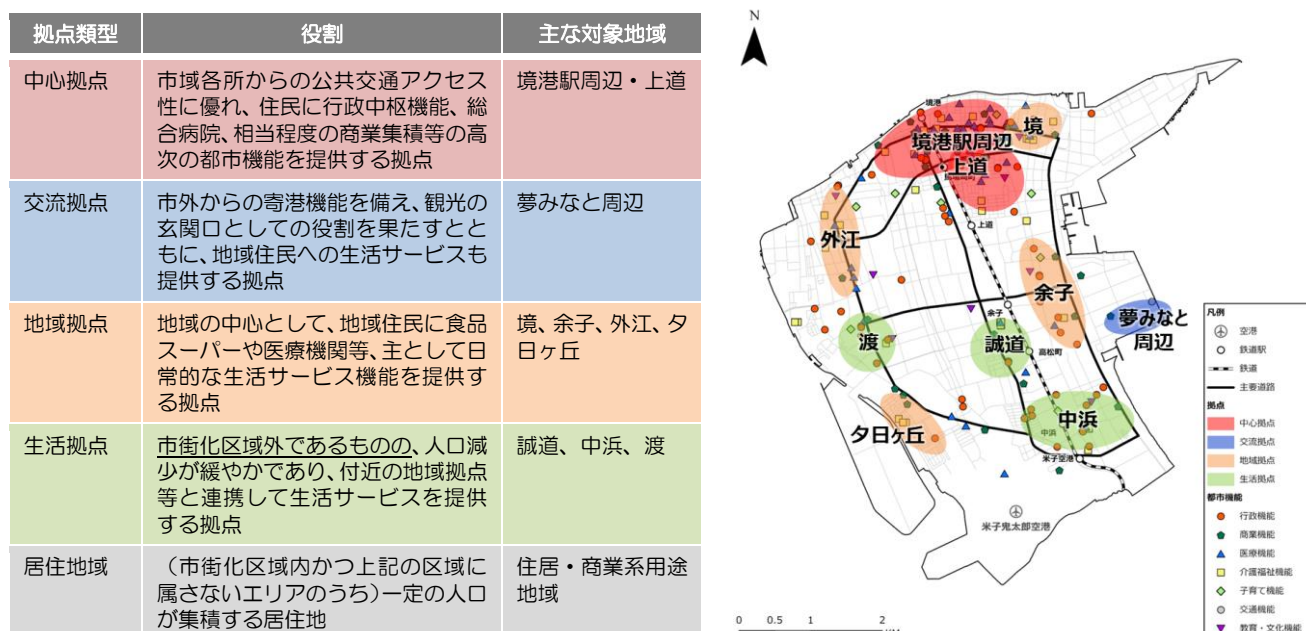 拠点類型 役割 主な対象地域
中心拠点
市域各所からの公共交通アクセス
性に優れ、住民に行政中枢機能、総
合病院、相当程度の商業集積等の高
次の都市機能を提供する拠点
境港駅周辺・上道
交流拠点
市外からの寄港機能を備え、観光の
玄関口としての役割を果たすとと
もに、地域住民への生活サービスも
提供する拠点
夢みなと周辺
地域拠点
地域の中心として、地域住民に食品
スーパーや医療機関等、主として日
常的な生活サービス機能を提供す
る拠点
境、余子、外江、夕
日ヶ丘
生活拠点
市街化区域外であるものの、人口減
少が緩やかであり、付近の地域拠点
等と連携して生活サービスを提供
する拠点
誠道、中浜、渡
居住地域
（市街化区域内かつ上記の区域に
属さないエリアのうち）一定の人口
が集積する居住地
住居・商業系用途
地域
N
境港
境
境港駅周辺
上道
上道
外江
余子
余子
夢みなと
周辺
渡
誠道
高松町
中浜
中浜
夕日ヶ丘
米子空港
米子鬼太郎空港
凡例
空港
鉄道駅
鉄道
主要道路
拠点
中心拠点
交流拠点
地域拠点
生活拠点
都市機能
行政機能
商業機能
医療機能
介護福祉機能
子育て機能
交通機能
教育・文化機能
0 0.5 1 2